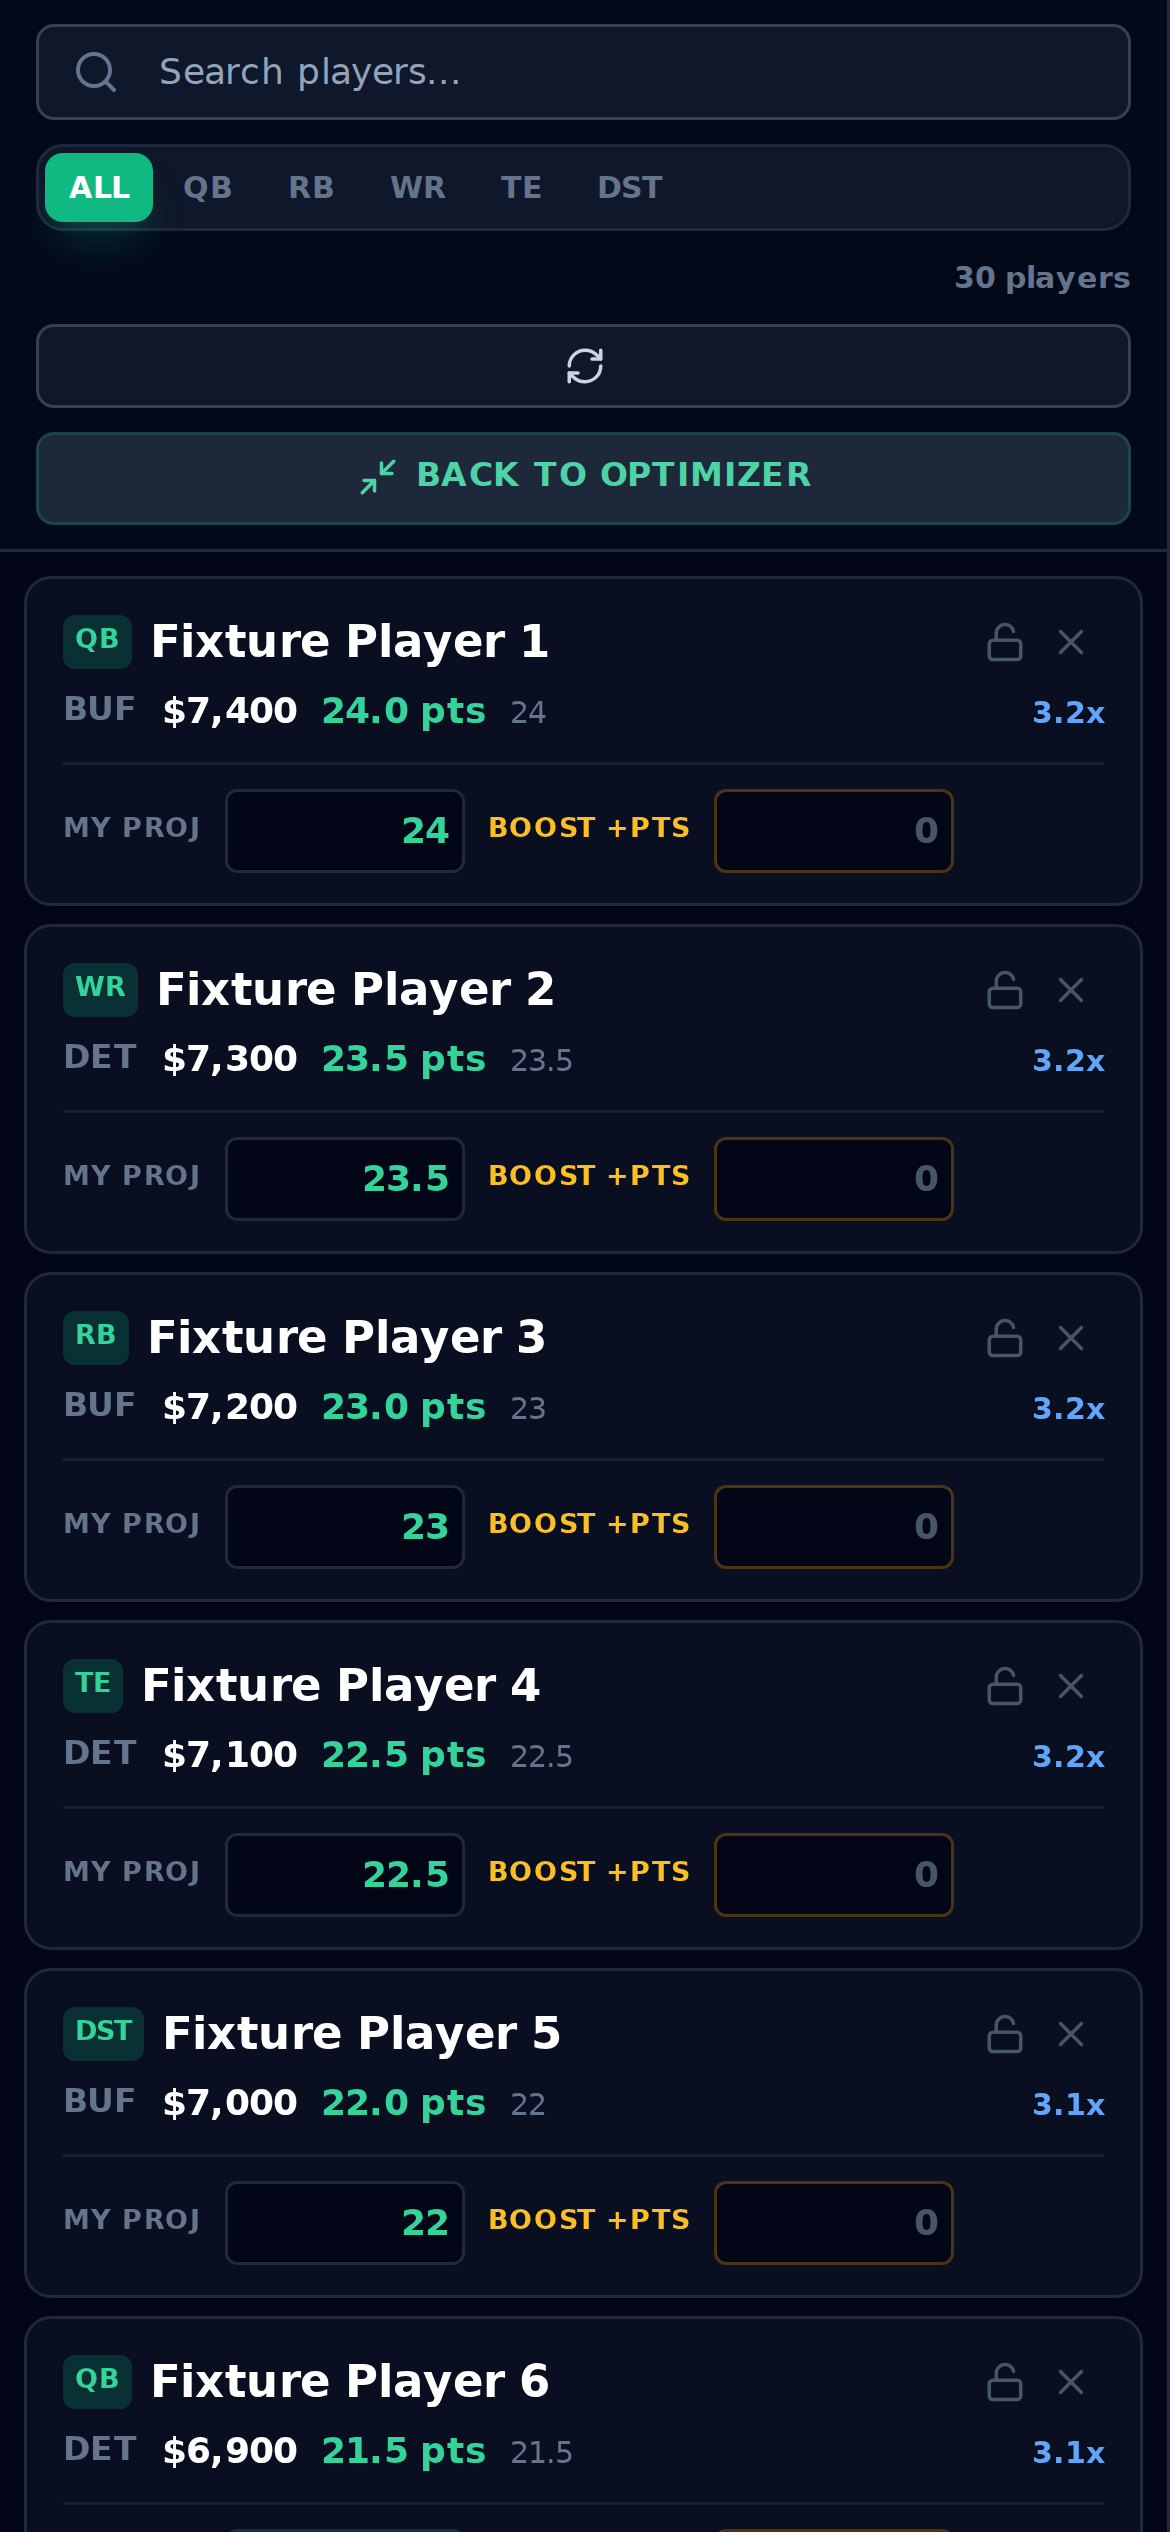 Search players...
ALL QB RB WR TE DST
30 players
BACK TO OPTIMIZER
QB Fixture Player 1
BUF $7,400 24.0 pts 24 3.2x
MY PROJ 24 BOOST +PTS 0
WR Fixture Player 2
DET $7,300 23.5 pts 23.5 3.2x
MY PROJ 23.5 BOOST +PTS 0
RB Fixture Player 3
BUF $7,200 23.0 pts 23 3.2x
MY PROJ 23 BOOST +PTS 0
TE Fixture Player 4
DET $7,100 22.5 pts 22.5 3.2x
MY PROJ 22.5 BOOST +PTS 0
DST Fixture Player 5
BUF $7,000 22.0 pts 22 3.1x
MY PROJ 22 BOOST +PTS 0
QB Fixture Player 6
DET $6,900 21.5 pts 21.5 3.1x